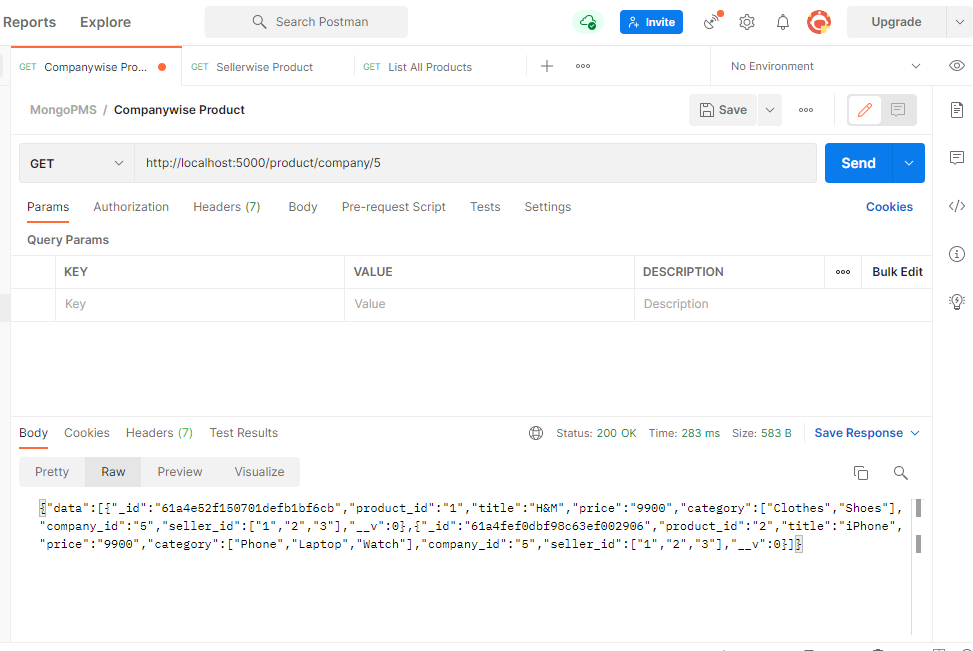 Reports Explore Search Postman Invite Upgrade
GET Companywise Pro... GET Sellerwise Product GET List All Products No Environment
MongoPMS / Companywise Product Save
GET http://localhost:5000/product/company/5 Send
Params Authorization Headers (7) Body Pre-request Script Tests Settings Cookies
Query Params
KEY VALUE DESCRIPTION Bulk Edit
Key Value Description
Body Cookies Headers (7) Test Results Status: 200 OK Time: 283 ms Size: 583 B Save Response
Pretty Raw Preview Visualize
{"data":[{"_id":"61a4e52f150701defb1bf6cb","product_id":"1","title":"H&M","price":"9900","category":["Clothes","Shoes"],
"company_id":"5","seller_id":["1","2","3"],"__v":0},{"_id":"61a4fef0dbf98c63ef002906","product_id":"2","title":"iPhone",
"price":"9900","category":["Phone","Laptop","Watch"],"company_id":"5","seller_id":["1","2","3"],"__v":0}]}